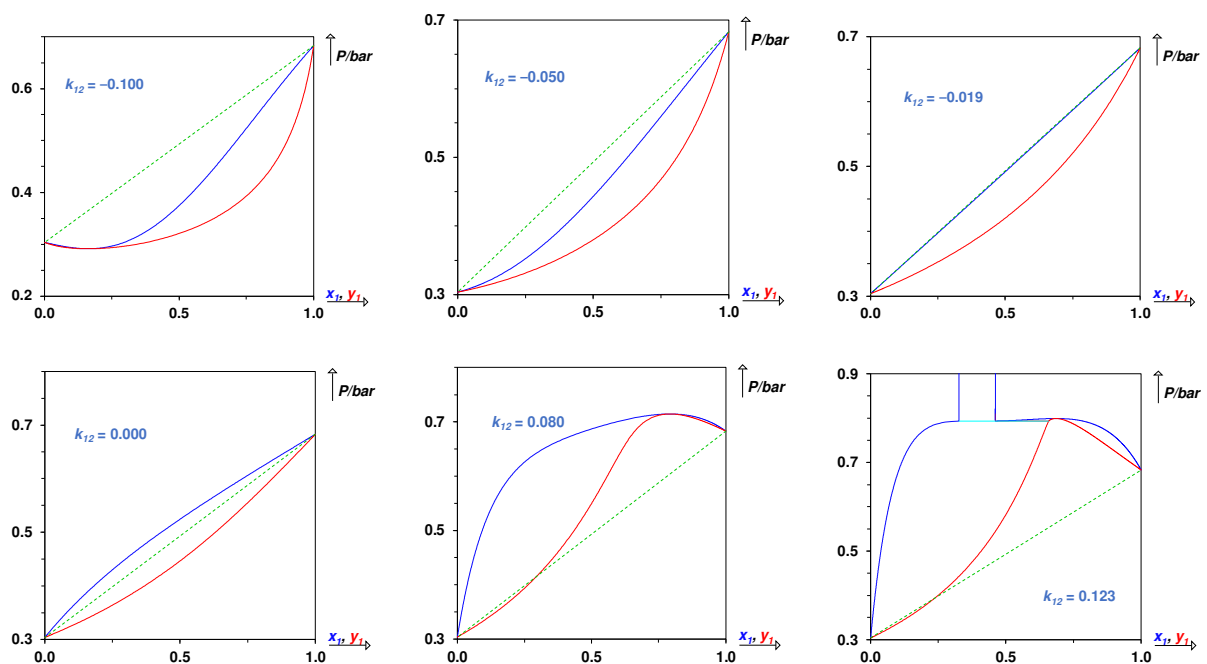 P/bar
k12 = −0.100
0.6
0.4
0.2
0.0
0.5
1.0
x1, y1
0.7
P/bar
k12 = −0.050
0.5
0.3
0.0
0.5
1.0
x1, y1
0.7
P/bar
k12 = −0.019
0.5
0.3
0.0
0.5
1.0
x1, y1
P/bar
0.7
k12 = 0.000
0.5
0.3
0.0
0.5
1.0
x1, y1
P/bar
0.7
k12 = 0.080
0.5
0.3
0.0
0.5
1.0
x1, y1
0.9
P/bar
0.7
0.5
k12 = 0.123
0.3
0.0
0.5
1.0
x1, y1